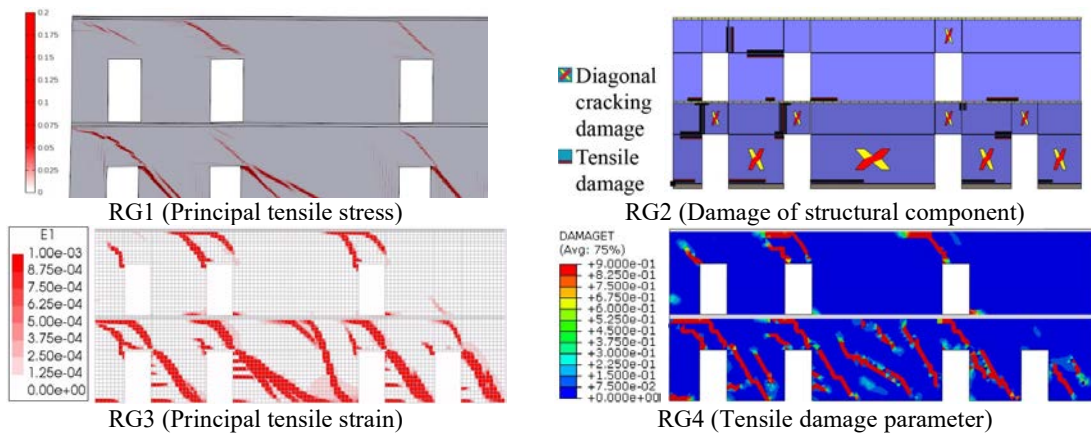 0.2
0.175
0.15
0.125
0.1
0.075
0.05
0.025
0
RG1 (Principal tensile stress)
Diagonal
cracking
damage
Tensile
damage
RG2 (Damage of structural component)
E1
1.00e-03
8.75e-04
7.50e-04
6.25e-04
5.00e-04
3.75e-04
2.50e-04
1.25e-04
0.00e+00
RG3 (Principal tensile strain)
DAMAGET
(Avg: 75%)
+9.000e-01
+8.250e-01
+7.500e-01
+6.750e-01
+6.000e-01
+5.250e-01
+4.500e-01
+3.750e-01
+3.000e-01
+2.250e-01
+1.500e-01
+7.500e-02
+0.000e+00
RG4 (Tensile damage parameter)